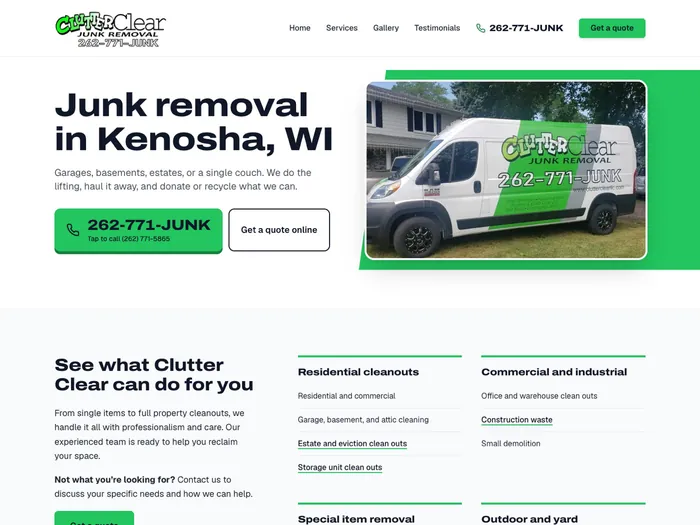 ClutterClear
JUNK REMOVAL
262-771-JUNK
Home
Services
Gallery
Testimonials
262-771-JUNK
Get a quote
Junk removal
in Kenosha, WI
Garages, basements, estates, or a single couch. We do the
lifting, haul it away, and donate or recycle what we can.
262-771-JUNK
Tap to call (262) 771-5865
Get a quote online
ClutterClear
JUNK REMOVAL
262-771-JUNK
See what Clutter
Clear can do for you
From single items to full property cleanouts, we
handle it all with professionalism and care. Our
experienced team is ready to help you reclaim
your space.
Not what you're looking for? Contact us to
discuss your specific needs and how we can help.
Get a quote
Residential cleanouts
Residential and commercial
Garage, basement, and attic cleaning
Estate and eviction clean outs
Storage unit clean outs
Commercial and industrial
Office and warehouse clean outs
Construction waste
Small demolition
Special item removal
Outdoor and yard